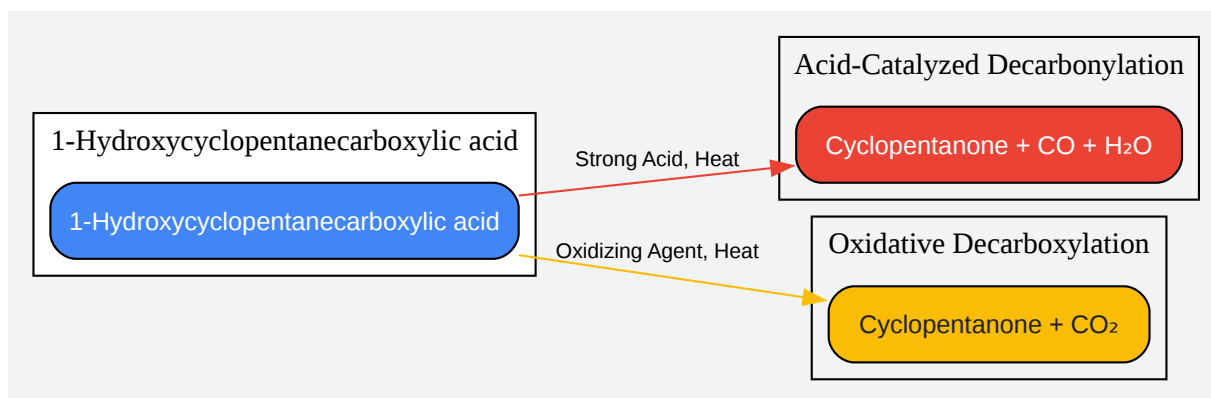 1-Hydroxycyclopentanecarboxylic acid
1-Hydroxycyclopentanecarboxylic acid
Strong Acid, Heat
Oxidizing Agent, Heat
Acid-Catalyzed Decarbonylation
Cyclopentanone + CO + H₂O
Oxidative Decarboxylation
Cyclopentanone + CO₂